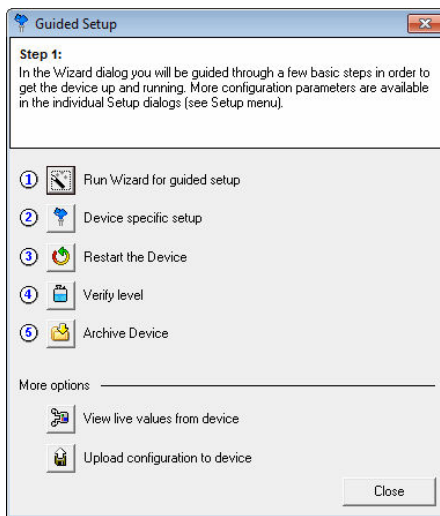 Guided Setup
Step 1:
In the Wizard dialog you will be guided through a few basic steps in order to
get the device up and running. More configuration parameters are available
in the individual Setup dialogs (see Setup menu).
1 Run Wizard for guided setup
2 Device specific setup
3 Restart the Device
4 Verify level
5 Archive Device
More options
View live values from device
Upload configuration to device
Close